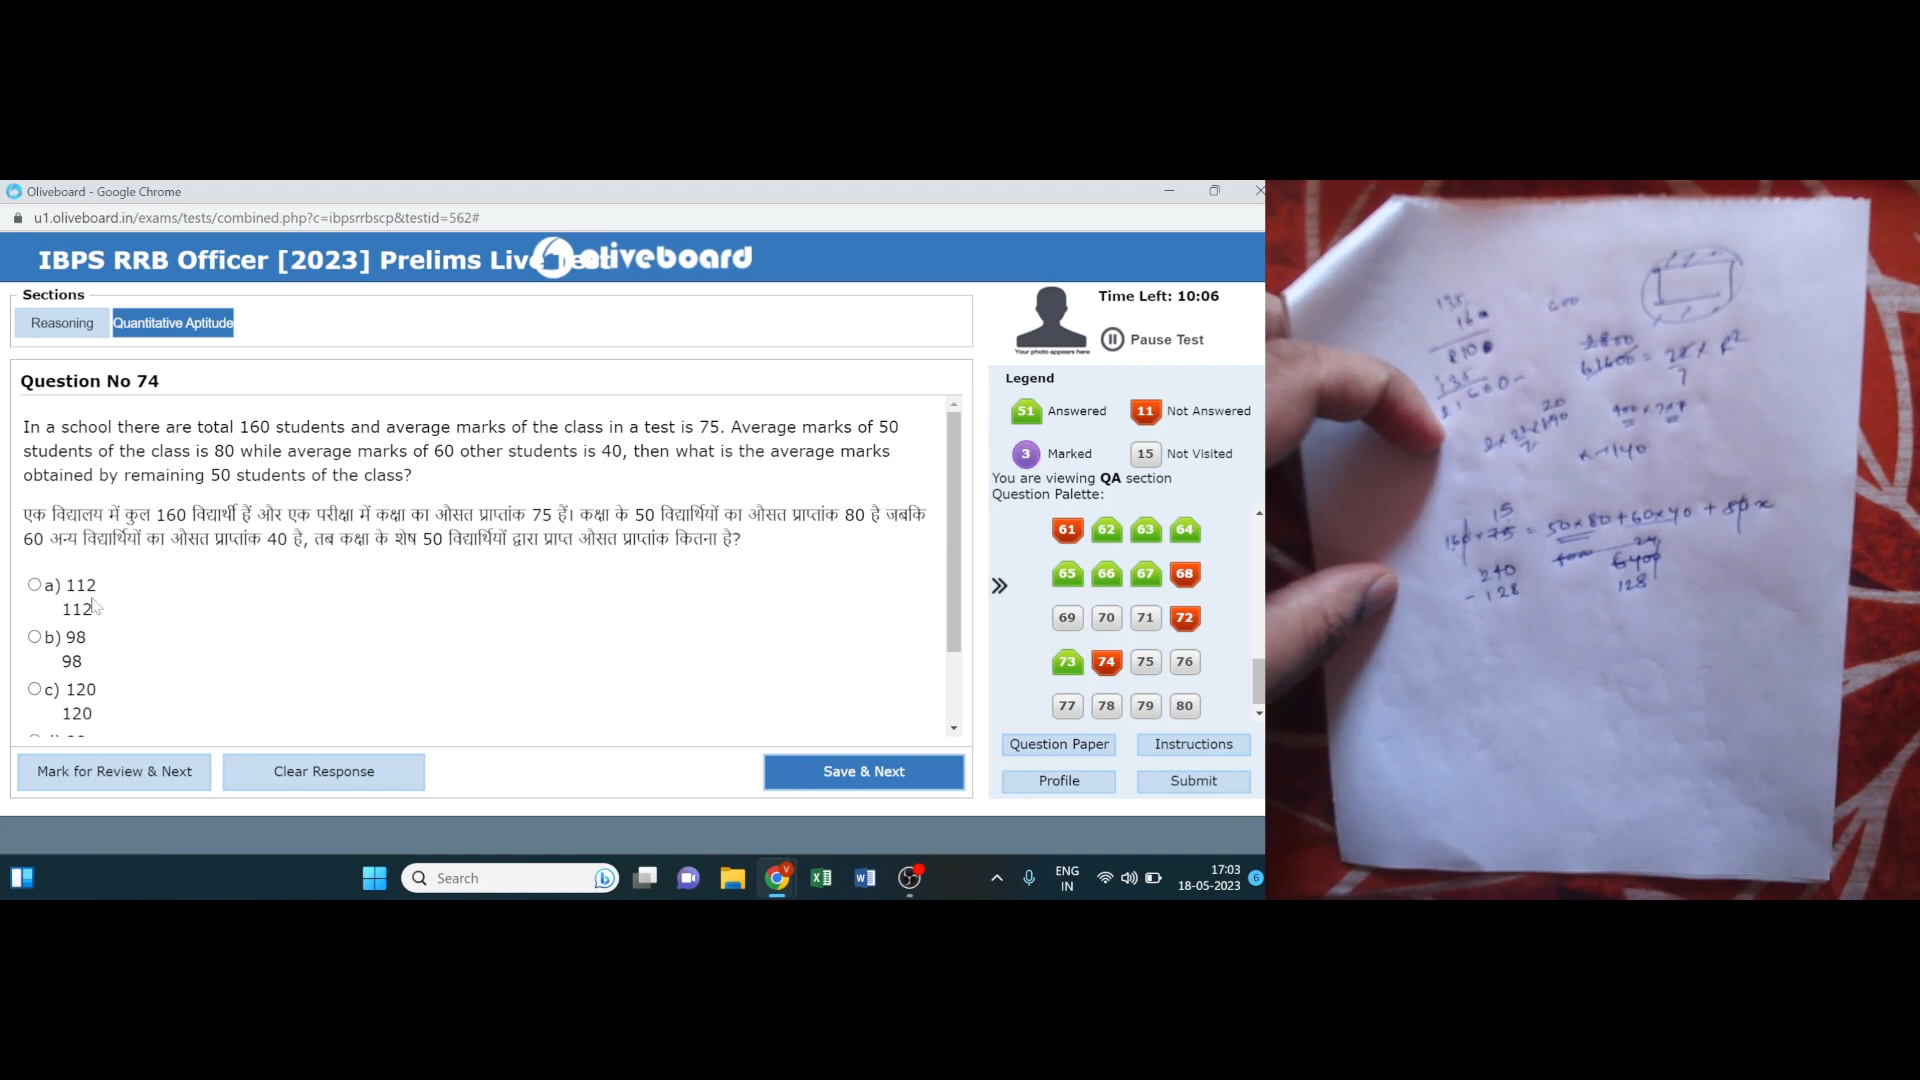 Oliveboard - Google Chrome
u1.oliveboard.in/exams/tests/combined.php?c=ibpsrrbscp&testid=562#
IBPS RRB Officer [2023] Prelims Live
oliveboard
Sections
Reasoning Quantitative Aptitude
Time Left: 10:06
Your photo appears here
Pause Test
Question No 74
In a school there are total 160 students and average marks of the class in a test is 75. Average marks of 50
students of the class is 80 while average marks of 60 other students is 40, then what is the average marks
obtained by remaining 50 students of the class?
एक विद्यालय में कुल 160 विद्यार्थी हैं और एक परीक्षा में कक्षा का औसत प्राप्तांक 75 हैं। कक्षा के 50 विद्यार्थियों का औसत प्राप्तांक 80 है जबकि
60 अन्य विद्यार्थियों का औसत प्राप्तांक 40 है, तब कक्षा के शेष 50 विद्यार्थियों द्वारा प्राप्त औसत प्राप्तांक कितना है?
a) 112
112
b) 98
98
c) 120
120
Mark for Review & Next Clear Response Save & Next
Legend
51 Answered 11 Not Answered
3 Marked 15 Not Visited
You are viewing QA section
Question Palette:
61 62 63 64
65 66 67 68
69 70 71 72
73 74 75 76
77 78 79 80
Question Paper Instructions
Profile Submit
Search
ENG
IN
17:03
18-05-2023
6
600
15
160 × 75 = 50×80+60×40 + 50x
240
-128
24
6400
128